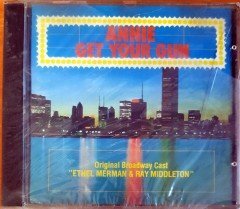 ANNIE
GET YOUR GUN
Original Broadway Cast
"ETHEL MERMAN & RAY MIDDLETON"